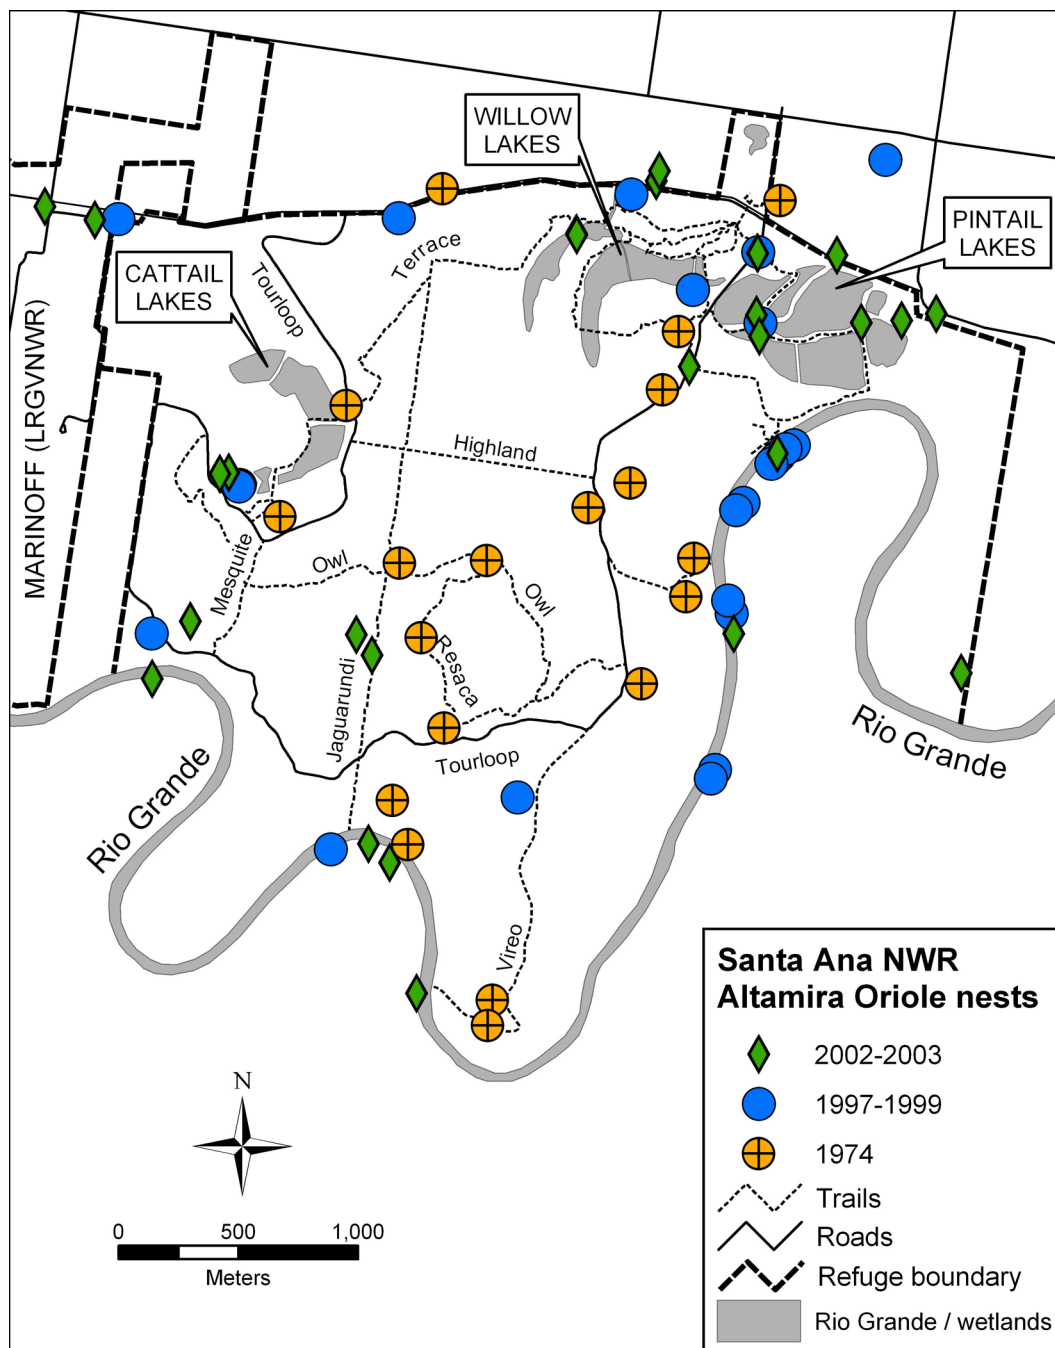 WILLOW
LAKES
PINTAIL
LAKES
CATTAIL
LAKES
Terrace
Tourloop
MARINOFF (LRGVNWR)
Highland
Mesquite
Owl
Owl
Resaca
Jaguarundi
Tourloop
Rio Grande
Rio Grande
Vireo
Santa Ana NWR
Altamira Oriole nests
2002-2003
1997-1999
1974
Trails
Roads
Refuge boundary
Rio Grande / wetlands
N
0 500 1,000
Meters